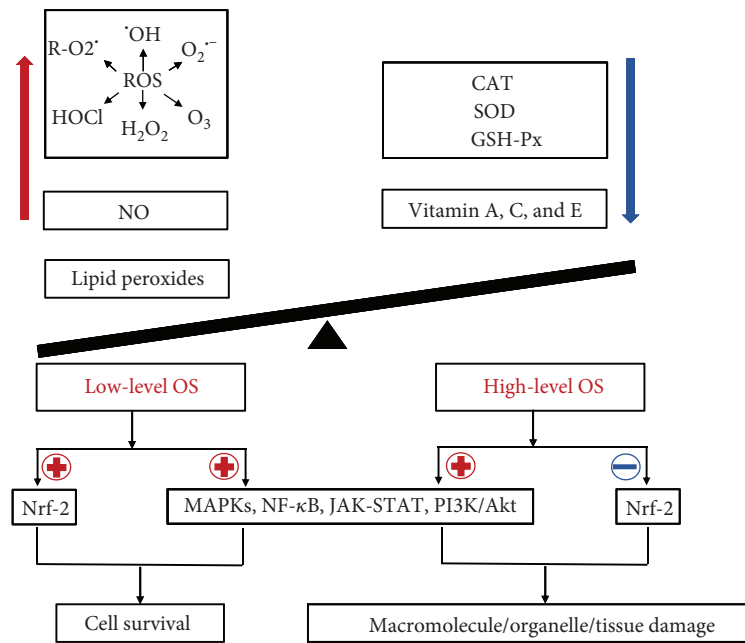 R-O2˙
˙OH
O₂˙⁻
ROS
HOCl
H₂O₂
O₃
CAT
SOD
GSH-Px
NO
Vitamin A, C, and E
Lipid peroxides
Low-level OS
High-level OS
Nrf-2
MAPKs, NF-κB, JAK-STAT, PI3K/Akt
Nrf-2
Cell survival
Macromolecule/organelle/tissue damage